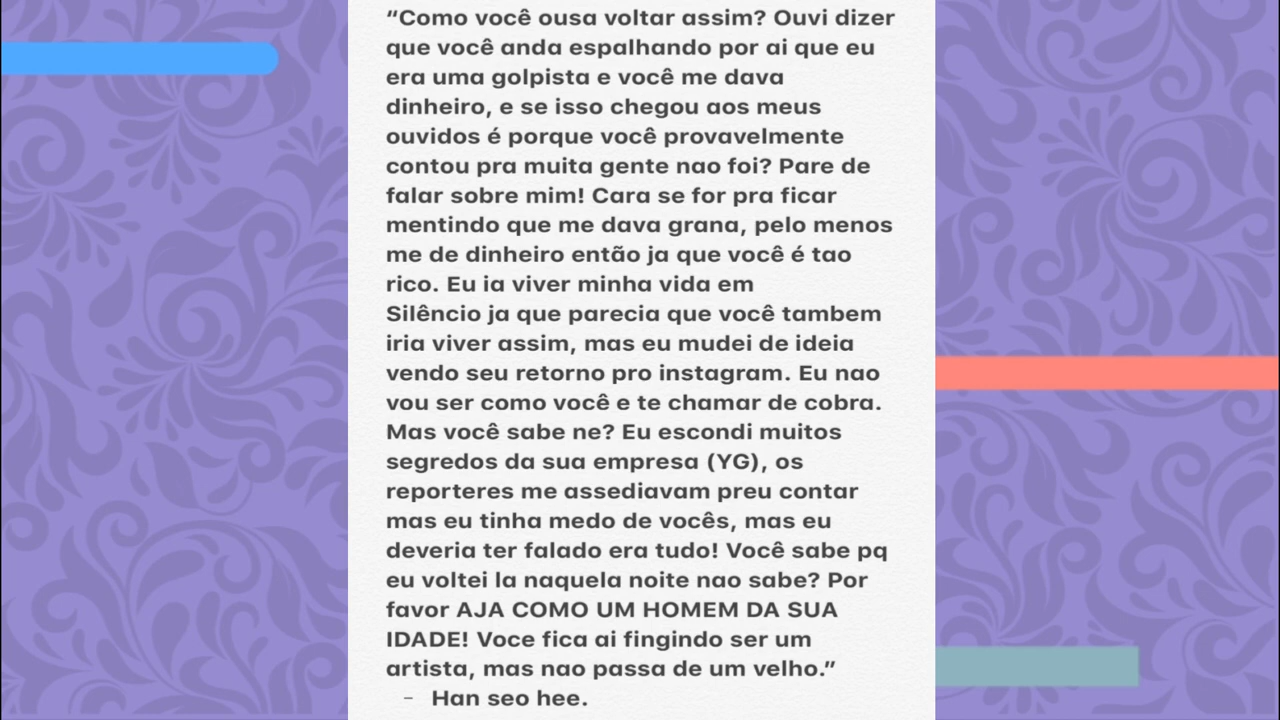 “Como você ousa voltar assim? Ouvi dizer
que você anda espalhando por ai que eu
era uma golpista e você me dava
dinheiro, e se isso chegou aos meus
ouvidos é porque você provavelmente
contou pra muita gente nao foi? Pare de
falar sobre mim! Cara se for pra ficar
mentindo que me dava grana, pelo menos
me de dinheiro então ja que você é tao
rico. Eu ia viver minha vida em
Silêncio ja que parecia que você tambem
iria viver assim, mas eu mudei de ideia
vendo seu retorno pro instagram. Eu nao
vou ser como você e te chamar de cobra.
Mas você sabe ne? Eu escondi muitos
segredos da sua empresa (YG), os
reporteres me assediavam preu contar
mas eu tinha medo de vocês, mas eu
deveria ter falado era tudo! Você sabe pq
eu voltei la naquela noite nao sabe? Por
favor AJA COMO UM HOMEM DA SUA
IDADE! Voce fica ai fingindo ser um
artista, mas nao passa de um velho.”
– Han seo hee.